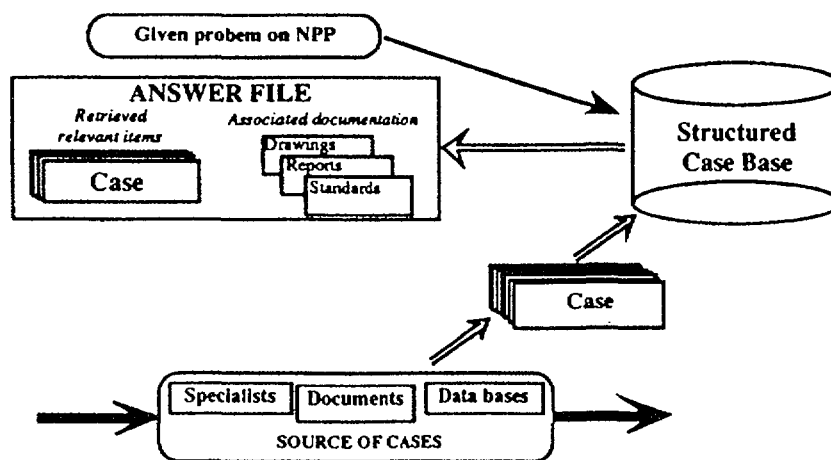 Given probem on NPP
ANSWER FILE
Retrieved
relevant items
Case
Associated documentation
Drawings
Reports
Standards
Structured
Case Base
Case
Specialists
Documents
Data bases
SOURCE OF CASES